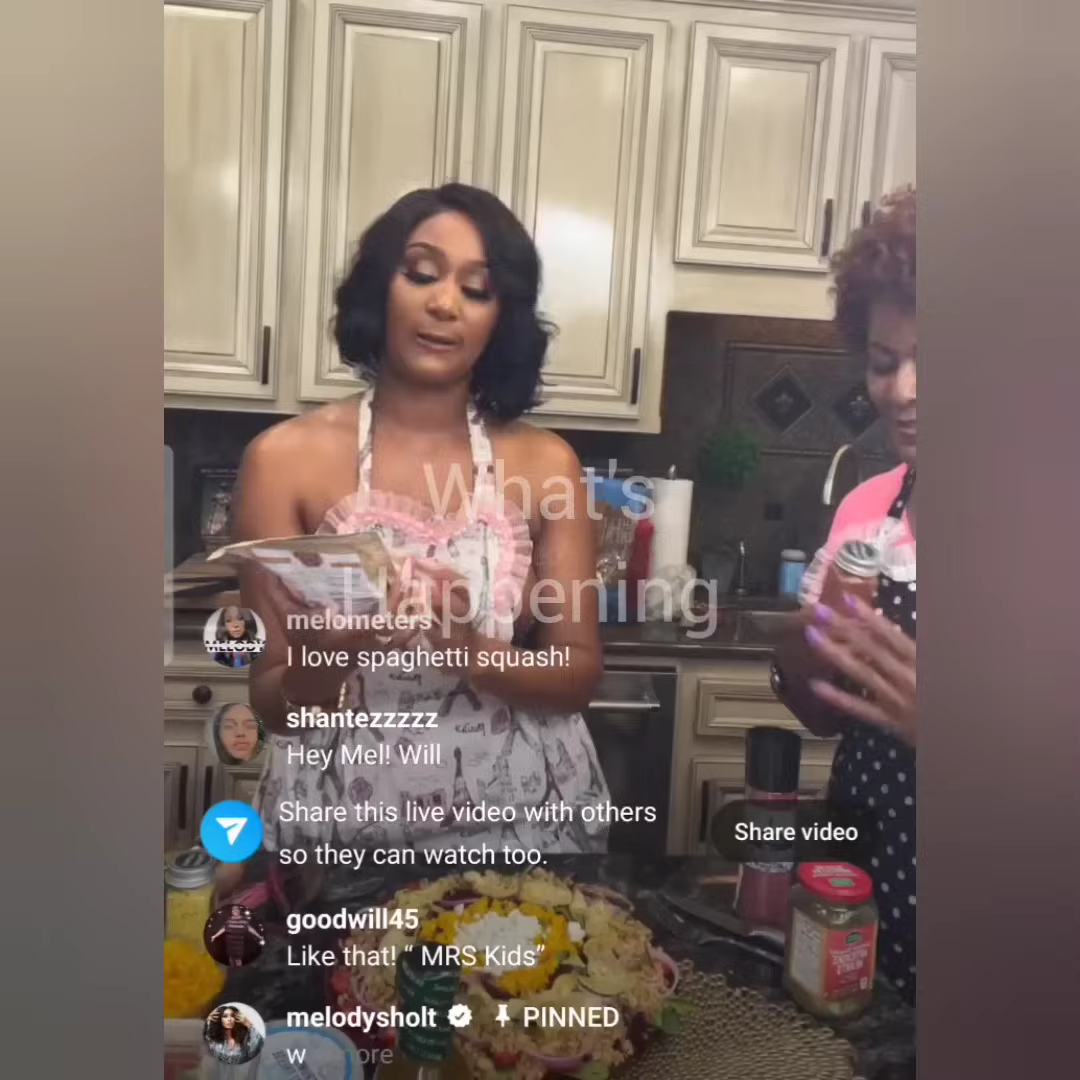 What's
Happening
melometers
I love spaghetti squash!
shantezzzzz
Hey Mel! Will
Share this live video with others
so they can watch too.
Share video
goodwill45
Like that! “ MRS Kids”
melodysholt PINNED
w ore